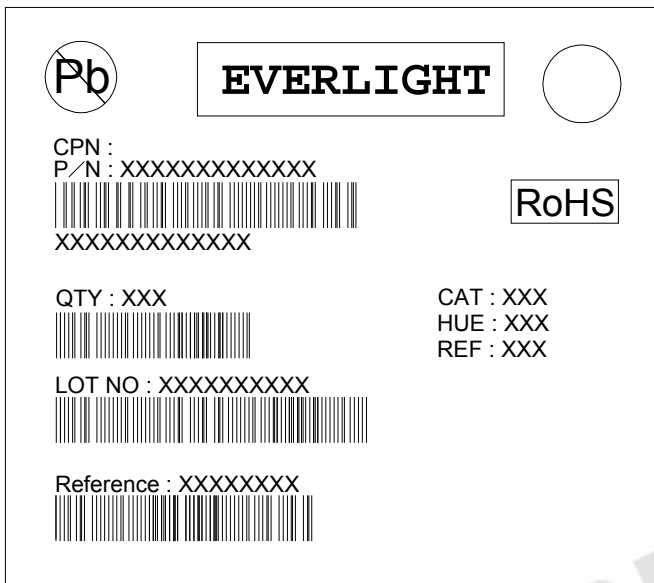 Pb
EVERLIGHT
CPN :
P/N : XXXXXXXXXXXXX
RoHS
XXXXXXXXXXXXX
QTY : XXX
CAT : XXX
HUE : XXX
REF : XXX
LOT NO : XXXXXXXXXX
Reference : XXXXXXXX